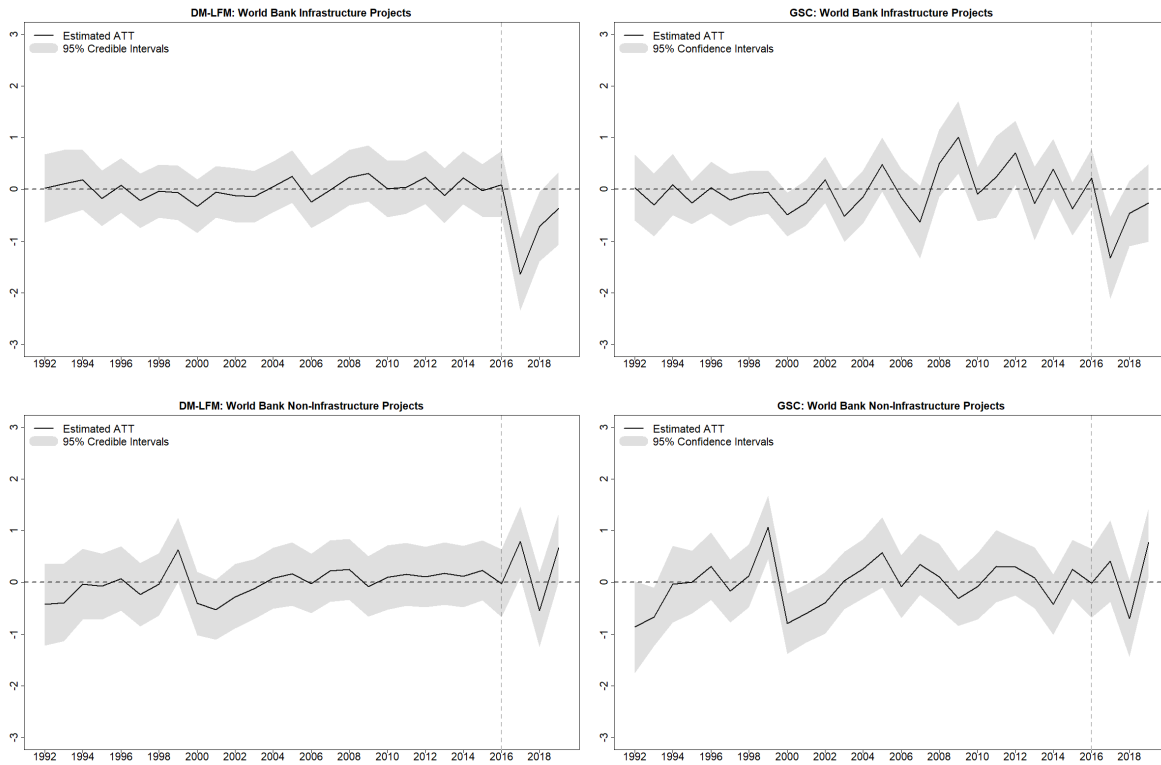 DM-LFM: World Bank Infrastructure Projects
3
2
1
0
-1
-2
-3
Estimated ATT
95% Credible Intervals
1992 1994 1996 1998 2000 2002 2004 2006 2008 2010 2012 2014 2016 2018
GSC: World Bank Infrastructure Projects
3
2
1
0
-1
-2
-3
Estimated ATT
95% Confidence Intervals
1992 1994 1996 1998 2000 2002 2004 2006 2008 2010 2012 2014 2016 2018
DM-LFM: World Bank Non-Infrastructure Projects
3
2
1
0
-1
-2
-3
Estimated ATT
95% Credible Intervals
1992 1994 1996 1998 2000 2002 2004 2006 2008 2010 2012 2014 2016 2018
GSC: World Bank Non-Infrastructure Projects
3
2
1
0
-1
-2
-3
Estimated ATT
95% Confidence Intervals
1992 1994 1996 1998 2000 2002 2004 2006 2008 2010 2012 2014 2016 2018